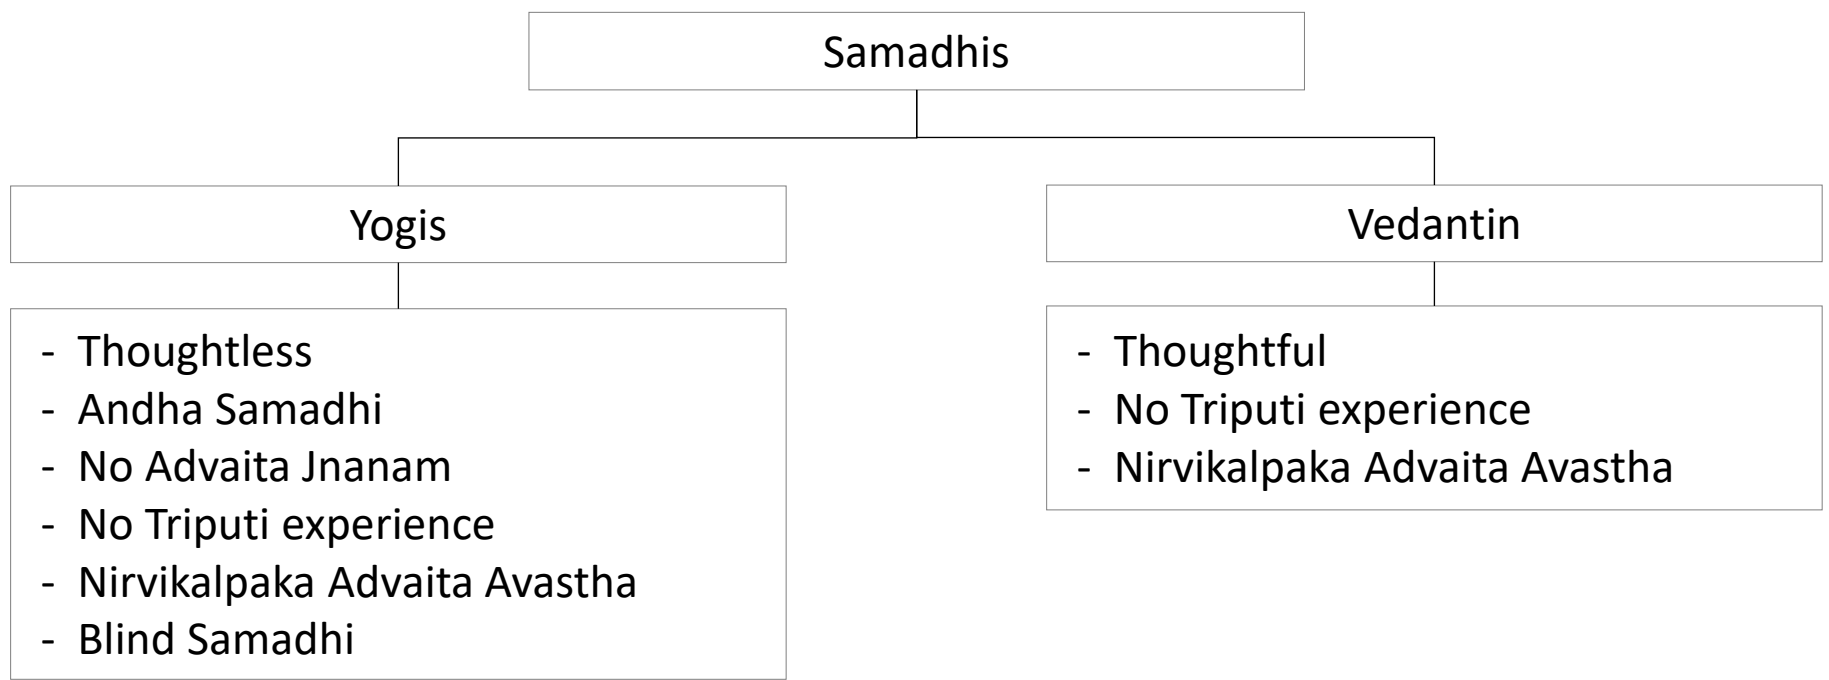 Samadhis
Yogis
Vedantin
- Thoughtless
- Andha Samadhi
- No Advaita Jnanam
- No Triputi experience
- Nirvikalpaka Advaita Avastha
- Blind Samadhi
- Thoughtful
- No Triputi experience
- Nirvikalpaka Advaita Avastha